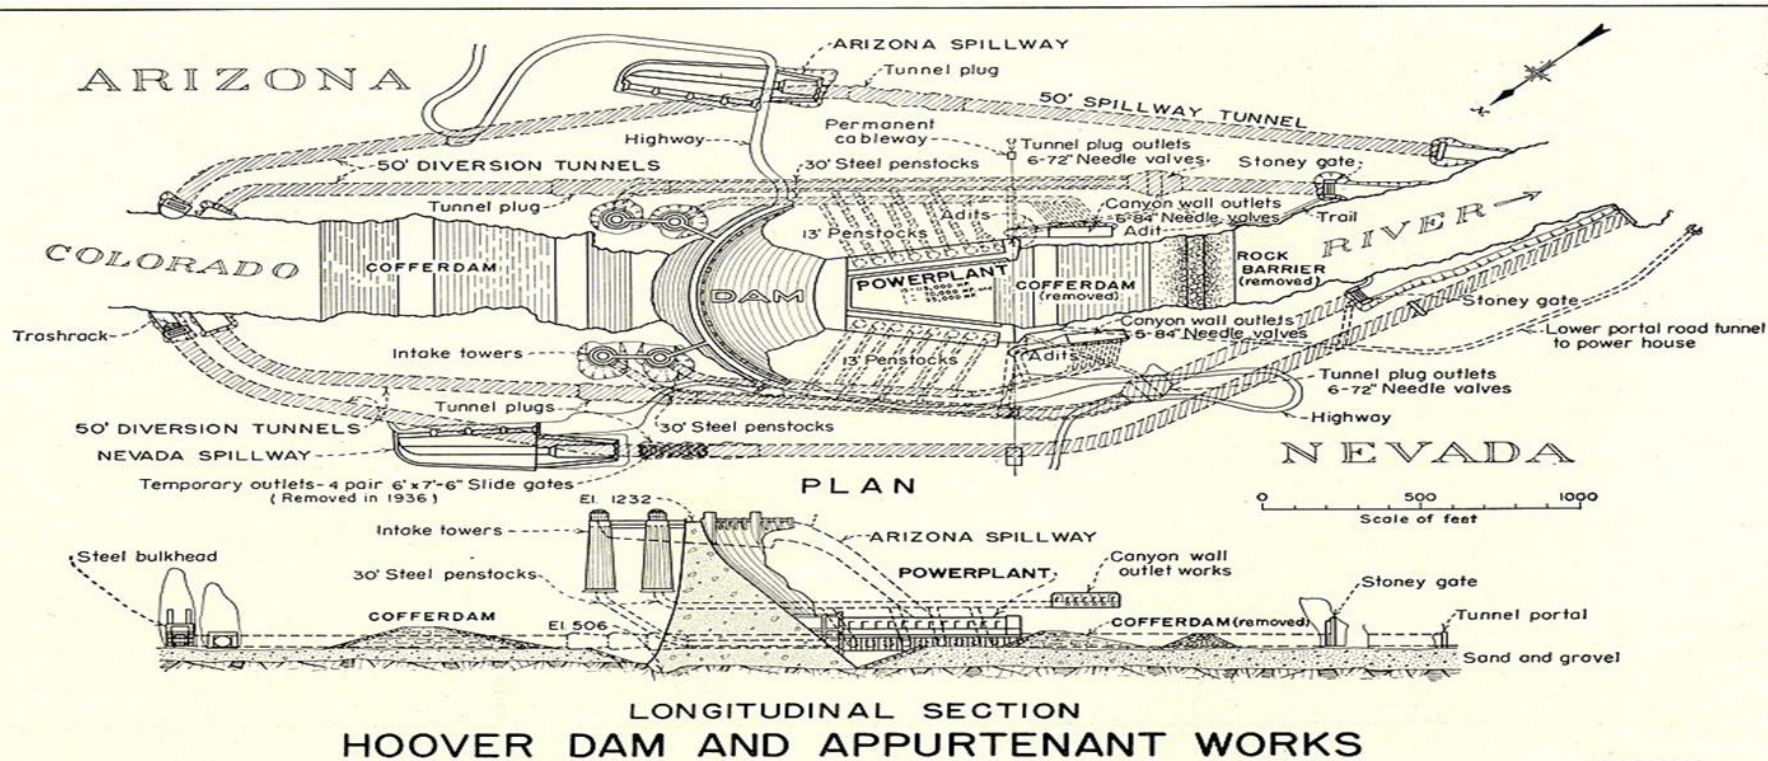 ARIZONA
ARIZONA SPILLWAY
Tunnel plug
50' SPILLWAY TUNNEL
Highway
Permanent
cableway
Tunnel plug outlets
6-72" Needle valves
Stoney gate
50' DIVERSION TUNNELS
30' Steel penstocks
Tunnel plug
Adits
Canyon wall outlets
6-84" Needle valves
Adit
Trail
13' Penstocks
RIVER
COLORADO
COFFERDAM
DAM
POWERPLANT
COFFERDAM
(removed)
ROCK
BARRIER
(removed)
Stoney gate
Trashrack
Canyon wall outlets
6-84" Needle valves
Lower portal road tunnel
to power house
Intake towers
13' Penstocks
Adits
Tunnel plug outlets
6-72" Needle valves
Tunnel plugs
Highway
50' DIVERSION TUNNELS
30' Steel penstocks
NEVADA SPILLWAY
NEVADA
Temporary outlets-4 pair 6'x7'-6" Slide gates
(Removed in 1936)
PLAN
0 500 1000
Scale of feet
El. 1232
Intake towers
ARIZONA SPILLWAY
Steel bulkhead
Canyon wall
outlet works
30' Steel penstocks
POWERPLANT
Stoney gate
COFFERDAM
El. 506
COFFERDAM (removed)
Tunnel portal
Sand and gravel
LONGITUDINAL SECTION
HOOVER DAM AND APPURTENANT WORKS